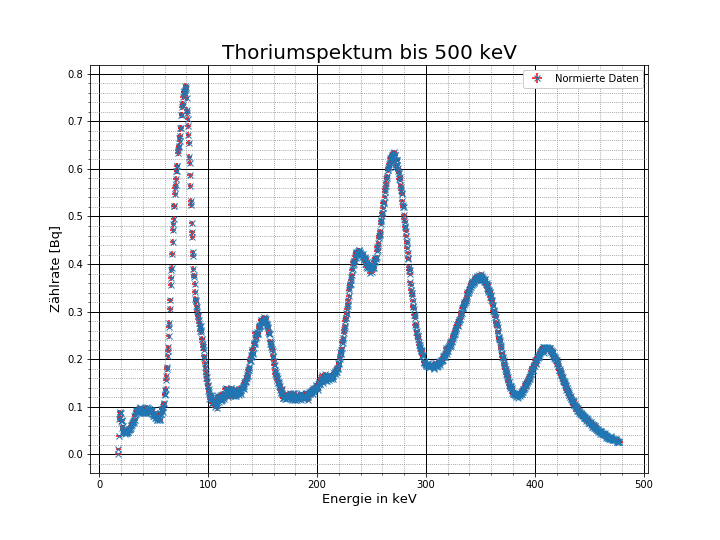 Thoriumspektum bis 500 keV
Normierte Daten
Zählrate [Bq]
0.8
0.7
0.6
0.5
0.4
0.3
0.2
0.1
0.0
0 100 200 300 400 500
Energie in keV